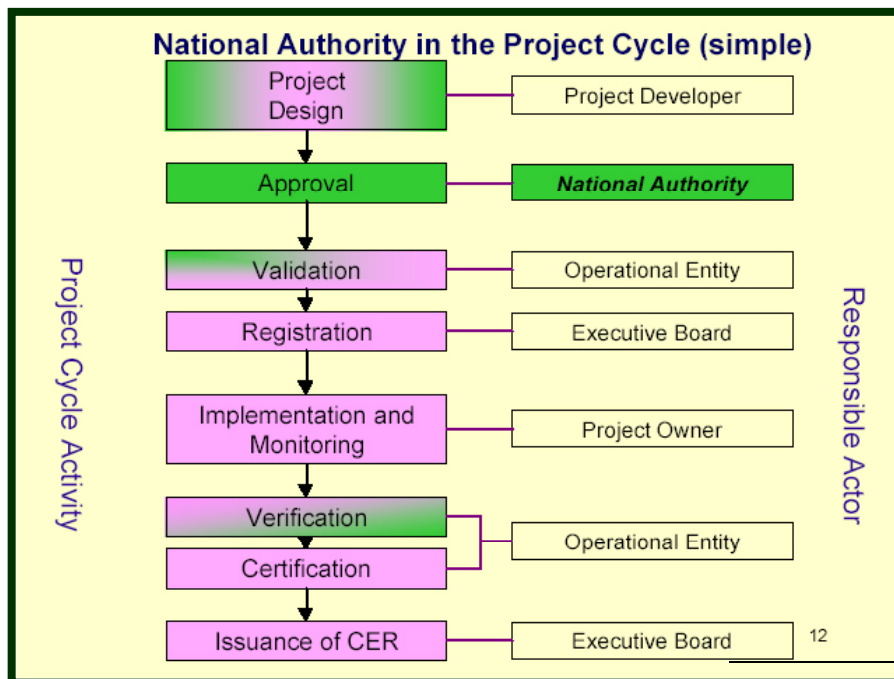 National Authority in the Project Cycle (simple)
Project
Design
Project Developer
Approval
National Authority
Validation
Operational Entity
Registration
Executive Board
Implementation and
Monitoring
Project Owner
Verification
Certification
Operational Entity
Issuance of CER
Executive Board
Project Cycle Activity
Responsible Actor
12